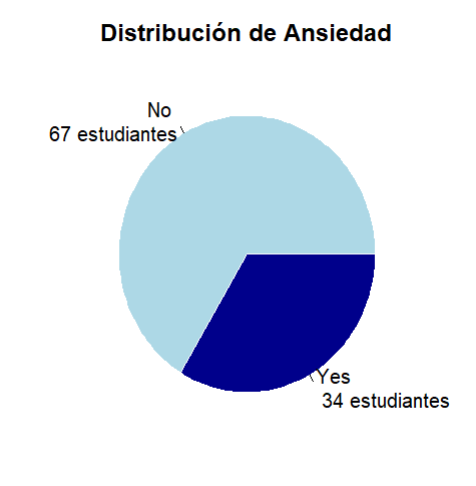 Distribución de Ansiedad
No
67 estudiantes
Yes
34 estudiantes